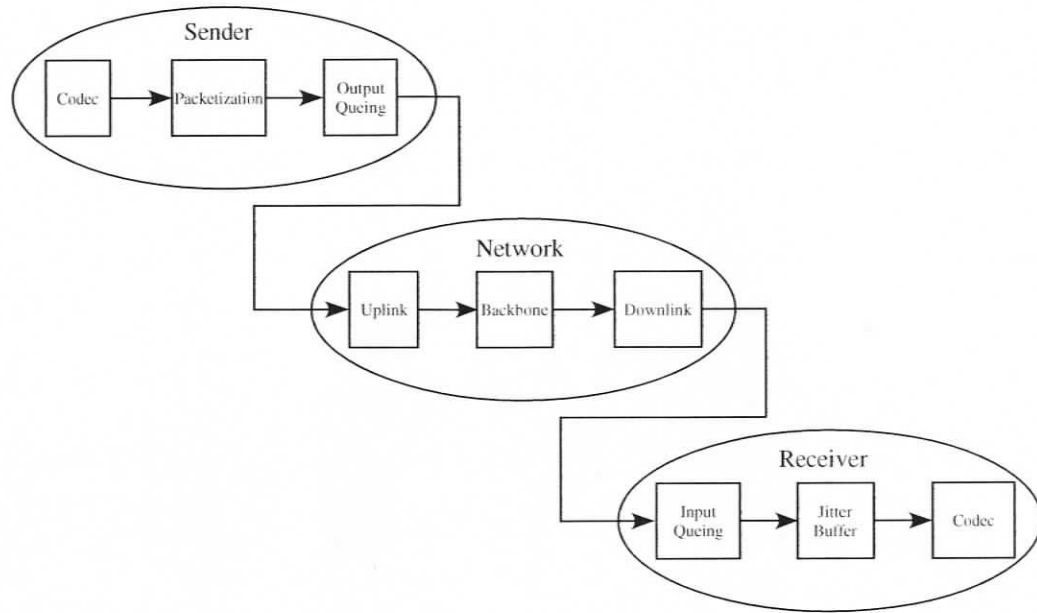 Sender
Codec
Packetization
Output
Queing
Network
Uplink
Backbone
Downlink
Receiver
Input
Queing
Jitter
Buffer
Codec